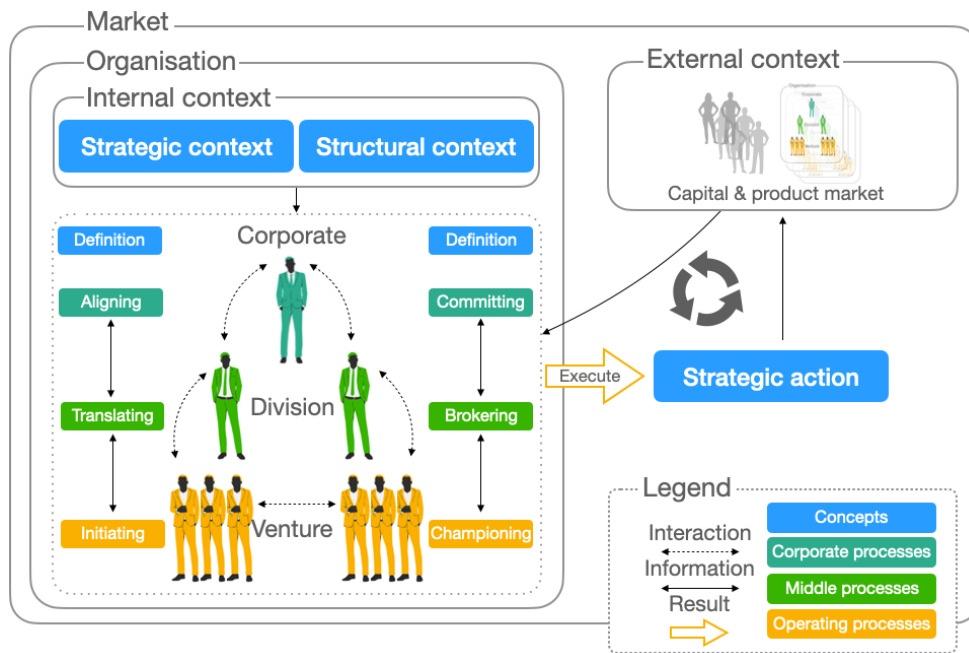 Market
Organisation
Internal context
Strategic context
Structural context
External context
Organisation
Corporate
Capital & product market
Definition
Corporate
Definition
Aligning
Committing
Translating
Division
Brokering
Execute
Strategic action
Initiating
Venture
Championing
Legend
Interaction
Information
Result
Concepts
Corporate processes
Middle processes
Operating processes